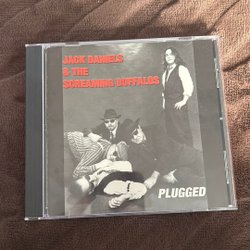 JACK DANIELS
& THE
SCREAMING BUFFALOS
PLUGGED